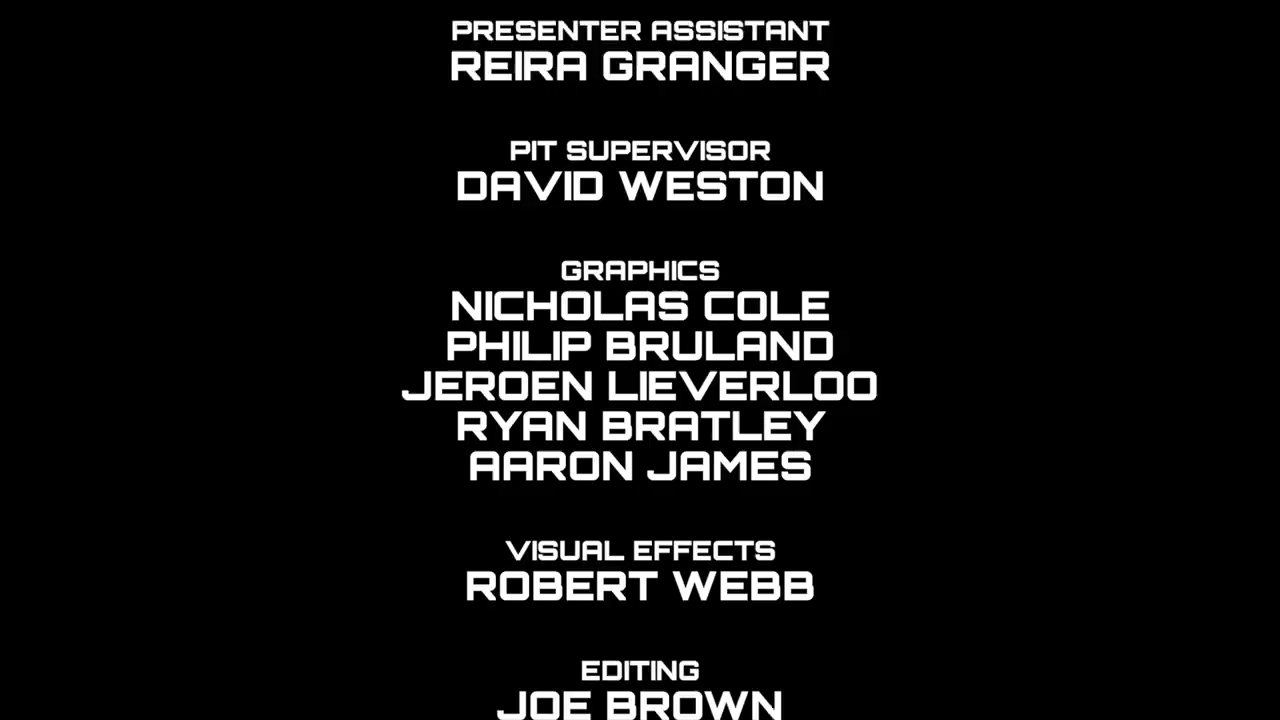 PRESENTER ASSISTANT
REIRA GRANGER
PIT SUPERVISOR
DAVID WESTON
GRAPHICS
NICHOLAS COLE
PHILIP BRULAND
JEROEN LIEVERLOO
RYAN BRATLEY
AARON JAMES
VISUAL EFFECTS
ROBERT WEBB
EDITING
JOE BROWN